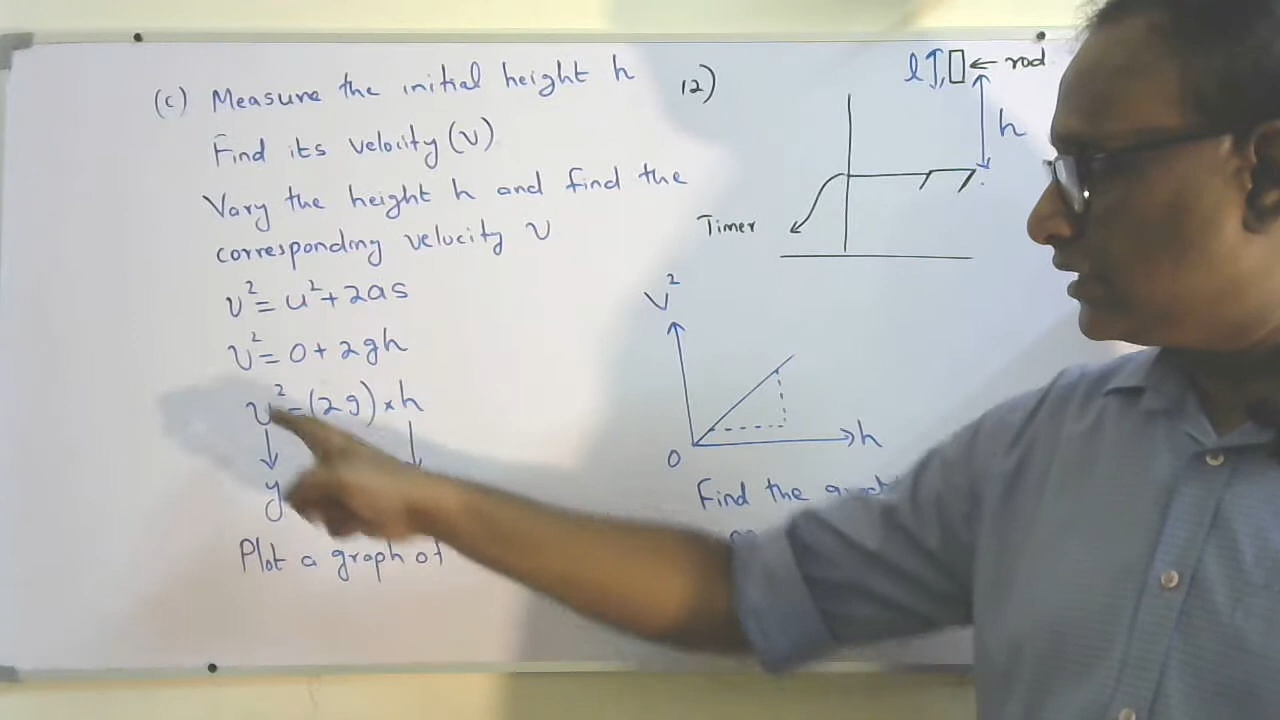 (c) Measure the initial height h
Find its velocity (v)
Vary the height h and find the
corresponding velocity v
v² = u² + 2as
v² = 0 + 2gh
v² = (2g) × h
y
Plot a graph of
12)
l
rod
h
Timer
v²
h
0
Find the